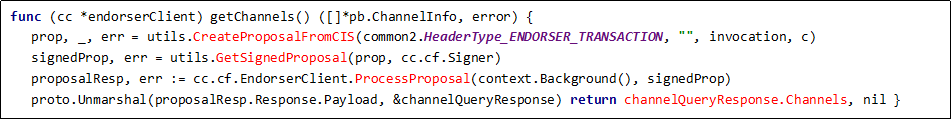 func (cc *endorserClient) getChannels() ([]*pb.ChannelInfo, error) {
prop, _, err = utils.CreateProposalFromCIS(common2.HeaderType_ENDORSER_TRANSACTION, "", invocation, c)
signedProp, err = utils.GetSignedProposal(prop, cc.cf.Signer)
proposalResp, err := cc.cf.EndorserClient.ProcessProposal(context.Background(), signedProp)
proto.Unmarshal(proposalResp.Response.Payload, &channelQueryResponse) return channelQueryResponse.Channels, nil }